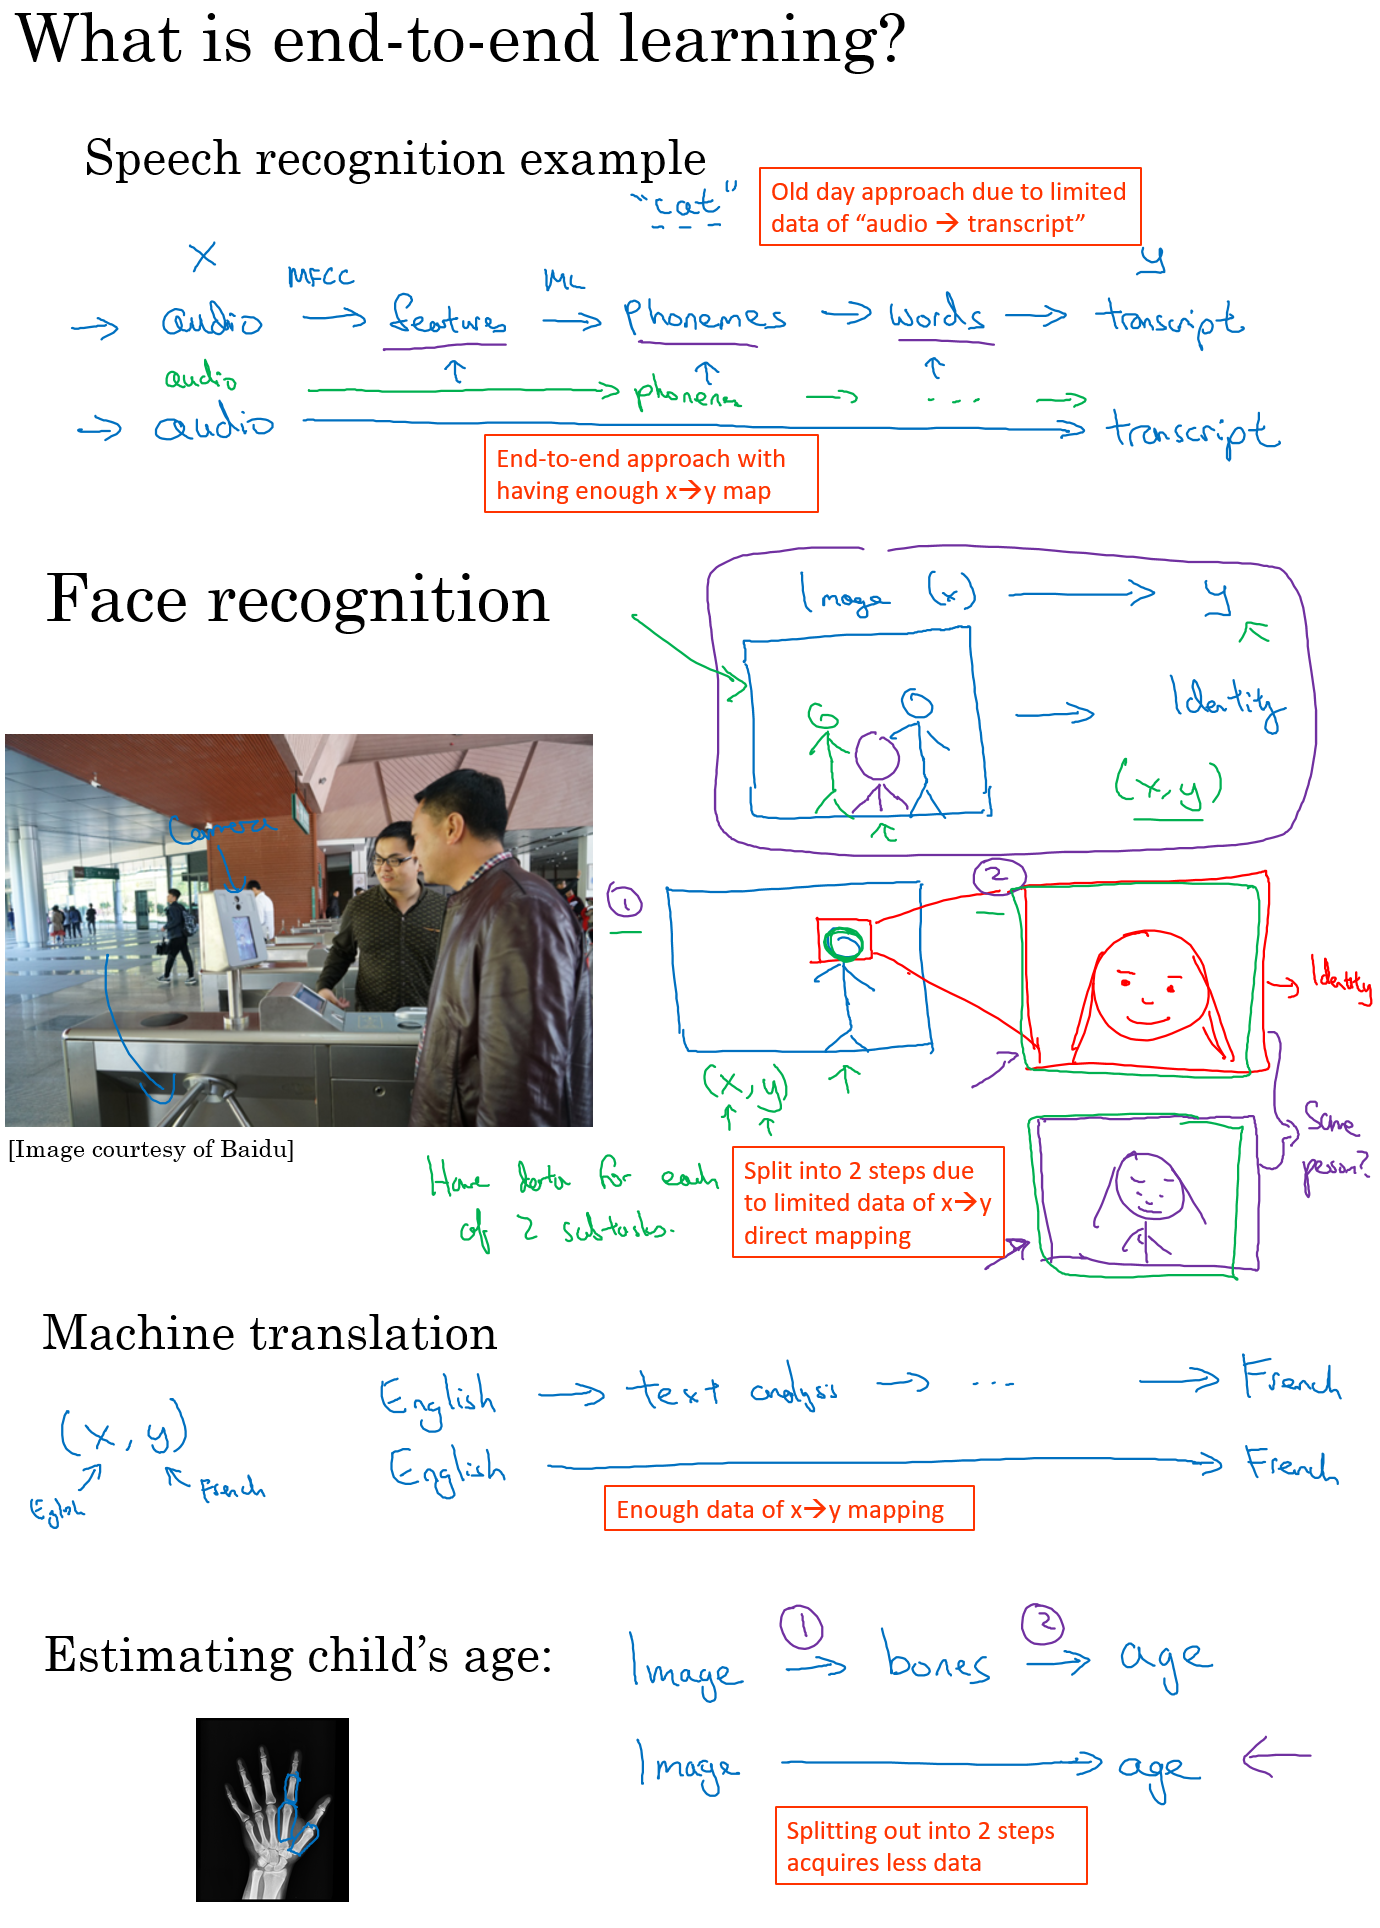 What is end-to-end learning?
Speech recognition example
"cat"
Old day approach due to limited
data of “audio → transcript”
X
MFCC
ML
y
→ audio → features → phonemes → words → transcript
↑ ↑ ↑
audio → phonemes → ... →
→ audio → transcript
End-to-end approach with
having enough x→y map
Face recognition
Image (x) → y
→ Identity
(x, y)
Camera
1
2
→ Identity
(x, y)
Same
person?
[Image courtesy of Baidu]
Have data for each
of 2 subtasks.
Split into 2 steps due
to limited data of x→y
direct mapping
Machine translation
English → text analysis → ... → French
(x, y)
English → French
Eglish
French
Enough data of x→y mapping
1
2
Estimating child’s age:
Image → bones → age
Image → age ←
Splitting out into 2 steps
acquires less data